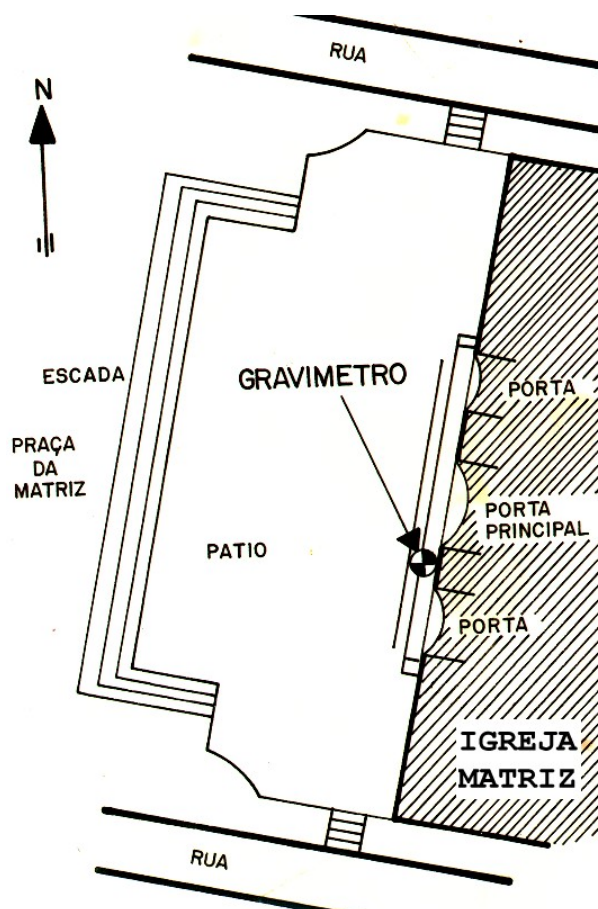 RUA
N
ESCADA
GRAVIMETRO
PORTA
PRAÇA
DA
MATRIZ
PORTA
PRINCIPAL
PATIO
PORTA
IGREJA
MATRIZ
RUA